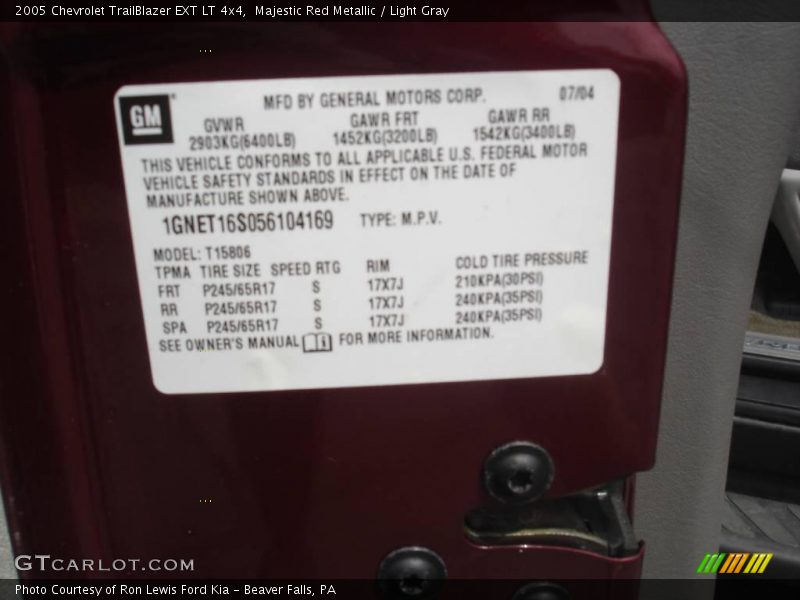 2005 Chevrolet TrailBlazer EXT LT 4x4,  Majestic Red Metallic / Light Gray
GM
MFD BY GENERAL MOTORS CORP. 07/04
GVWR GAWR FRT GAWR RR
2903KG(6400LB) 1452KG(3200LB) 1542KG(3400LB)
THIS VEHICLE CONFORMS TO ALL APPLICABLE U.S. FEDERAL MOTOR
VEHICLE SAFETY STANDARDS IN EFFECT ON THE DATE OF
MANUFACTURE SHOWN ABOVE.
1GNET16S056104169 TYPE: M.P.V.
MODEL: T15806
TPMA TIRE SIZE SPEED RTG RIM COLD TIRE PRESSURE
FRT P245/65R17 S 17X7J 210KPA(30PSI)
RR P245/65R17 S 17X7J 240KPA(35PSI)
SPA P245/65R17 S 17X7J 240KPA(35PSI)
SEE OWNER'S MANUAL FOR MORE INFORMATION.
GTCARLOT.COM
Photo Courtesy of Ron Lewis Ford Kia - Beaver Falls, PA